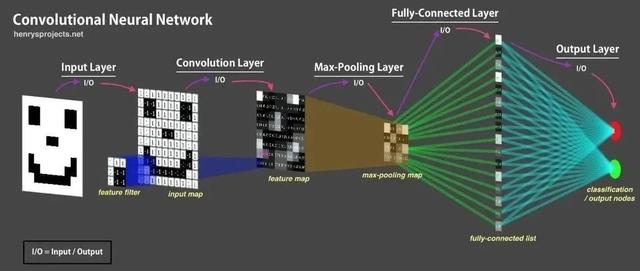 Convolutional Neural Network
henrysprojects.net
Input Layer
I/O
Convolution Layer
I/O
Max-Pooling Layer
I/O
Fully-Connected Layer
I/O
Output Layer
I/O
feature filter
input map
feature map
max-pooling map
fully-connected list
classification
/ output nodes
I/O = Input / Output